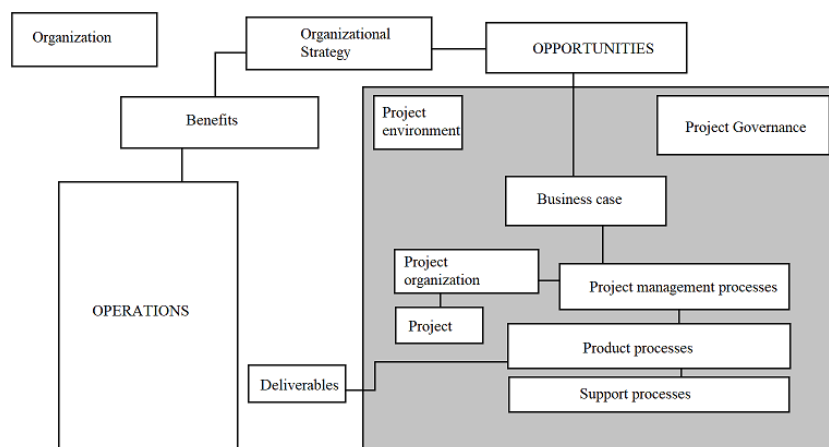 Organization
Organizational
Strategy
OPPORTUNITIES
Benefits
Project
environment
Project Governance
Business case
Project
organization
Project management processes
OPERATIONS
Project
Product processes
Deliverables
Support processes